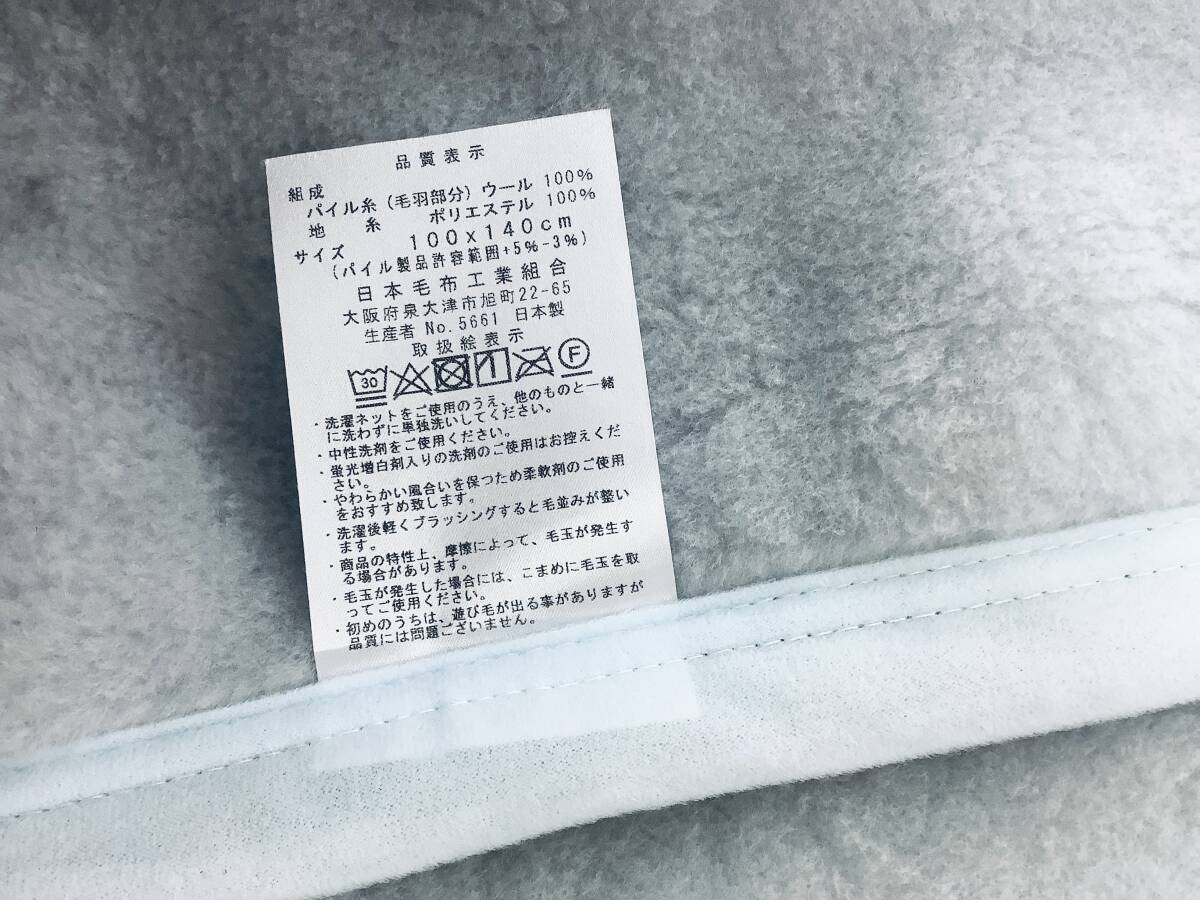 品質表示
組成
パイル糸(毛羽部分)ウール 100%
地 糸 ポリエステル 100%
サイズ 100x140cm
(パイル製品許容範囲+5%-3%)
日本毛布工業組合
大阪府泉大津市旭町22-65
生産者 No.5661 日本製
取扱絵表示
30 F
・洗濯ネットをご使用のうえ、他のものと一緒
に洗わずに単独洗いしてください。
・中性洗剤をご使用ください。
・蛍光増白剤入りの洗剤のご使用はお控えくだ
さい。
・やわらかい風合いを保つため柔軟剤のご使用
をおすすめ致します。
・洗濯後軽くブラッシングすると毛並みが整い
ます。
・商品の特性上、摩擦によって、毛玉が発生す
る場合があります。
・毛玉が発生した場合には、こまめに毛玉を取
ってご使用ください。
・初めのうちは、遊び毛が出る事がありますが
品質には問題ございません。